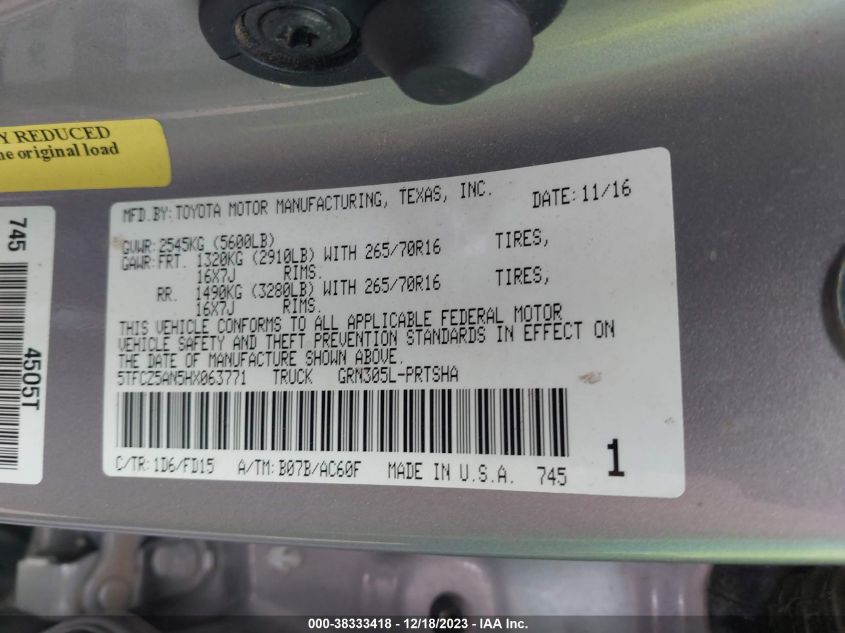 Y REDUCED
he original load
745
4505T
MFD.BY:TOYOTA MOTOR MANUFACTURING, TEXAS, INC. DATE:11/16
GVWR:2545KG (5600LB)
GAWR:FRT. 1320KG (2910LB) WITH 265/70R16 TIRES,
16X7J RIMS.
RR. 1490KG (3280LB) WITH 265/70R16 TIRES,
16X7J RIMS.
THIS VEHICLE CONFORMS TO ALL APPLICABLE FEDERAL MOTOR
VEHICLE SAFETY AND THEFT PREVENTION STANDARDS IN EFFECT ON
THE DATE OF MANUFACTURE SHOWN ABOVE.
5TFCZ5AN5HX063771 TRUCK GRN305L-PRTSHA
C/TR:1D6/FD15 A/TM:B07B/AC60F MADE IN U.S.A. 745 1
000-38333418 - 12/18/2023 - IAA Inc.